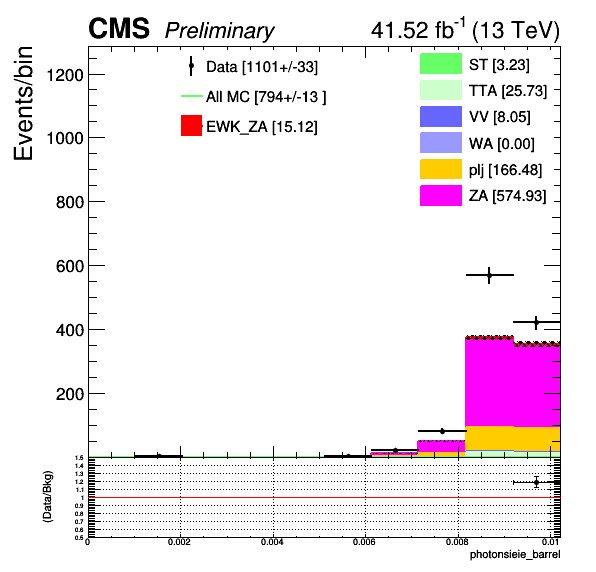 CMS Preliminary 41.52 fb⁻¹ (13 TeV)
Events/bin
1200
1000
800
600
400
200
Data [1101+/-33]
All MC [794+/-13 ]
EWK_ZA [15.12]
ST [3.23]
TTA [25.73]
VV [8.05]
WA [0.00]
plj [166.48]
ZA [574.93]
(Data/Bkg)
1.5
1.4
1.3
1.2
1.1
1
0.9
0.8
0.7
0.6
0.5
0 0.002 0.004 0.006 0.008 0.01
photonsieie_barrel